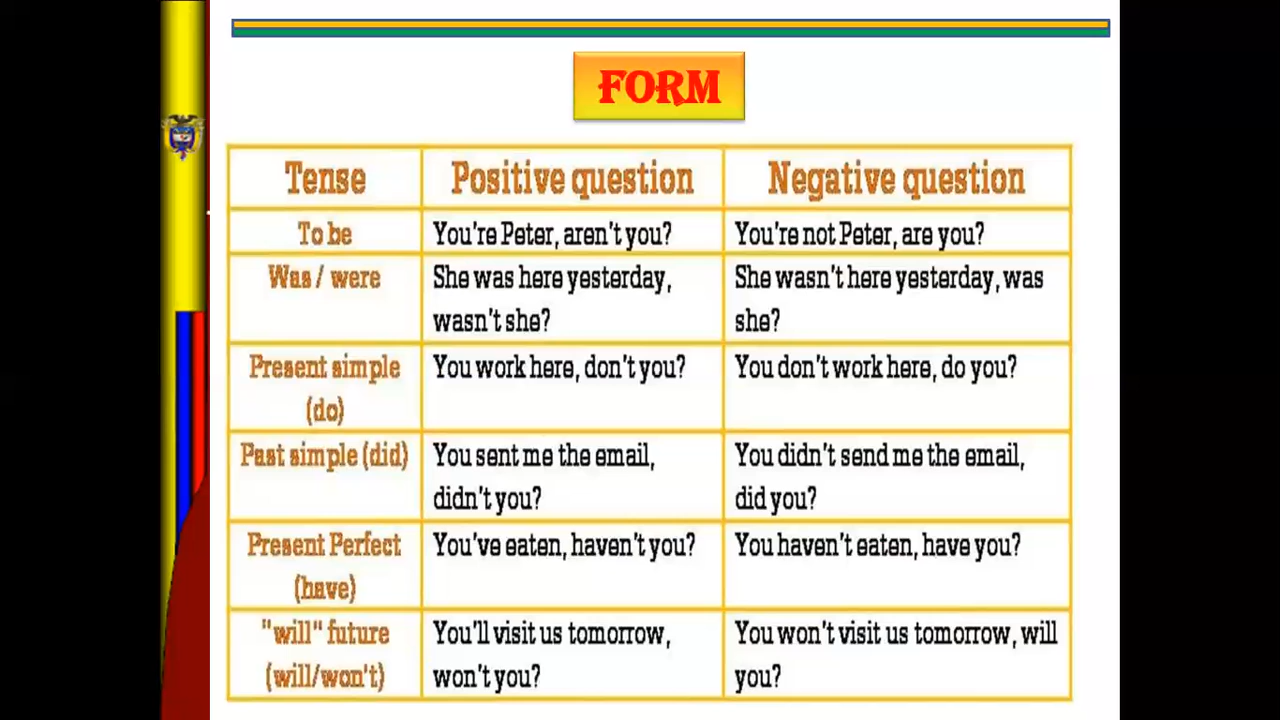 FORM
Tense Positive question Negative question
To be You're Peter, aren't you? You're not Peter, are you?
Was / were She was here yesterday, wasn't she? She wasn't here yesterday, was she?
Present simple (do) You work here, don't you? You don't work here, do you?
Past simple (did) You sent me the email, didn't you? You didn't send me the email, did you?
Present Perfect (have) You've eaten, haven't you? You haven't eaten, have you?
"will" future (will/won't) You'll visit us tomorrow, won't you? You won't visit us tomorrow, will you?